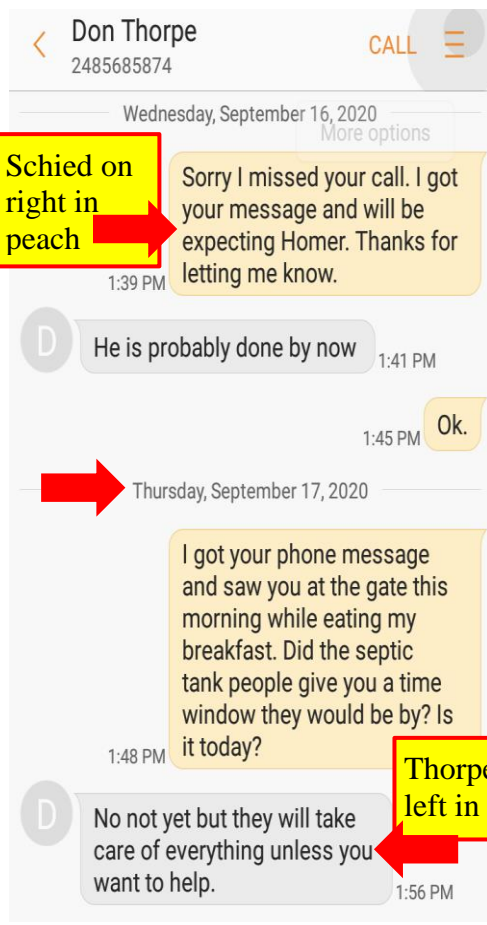 Don Thorpe
2485685874
CALL
Wednesday, September 16, 2020
More options
Schied on
right in
peach
Sorry I missed your call. I got
your message and will be
expecting Homer. Thanks for
letting me know.
1:39 PM
D
He is probably done by now
1:41 PM
Ok.
1:45 PM
Thursday, September 17, 2020
I got your phone message
and saw you at the gate this
morning while eating my
breakfast. Did the septic
tank people give you a time
window they would be by? Is
it today?
1:48 PM
Thorpe
left in
D
No not yet but they will take
care of everything unless you
want to help.
1:56 PM